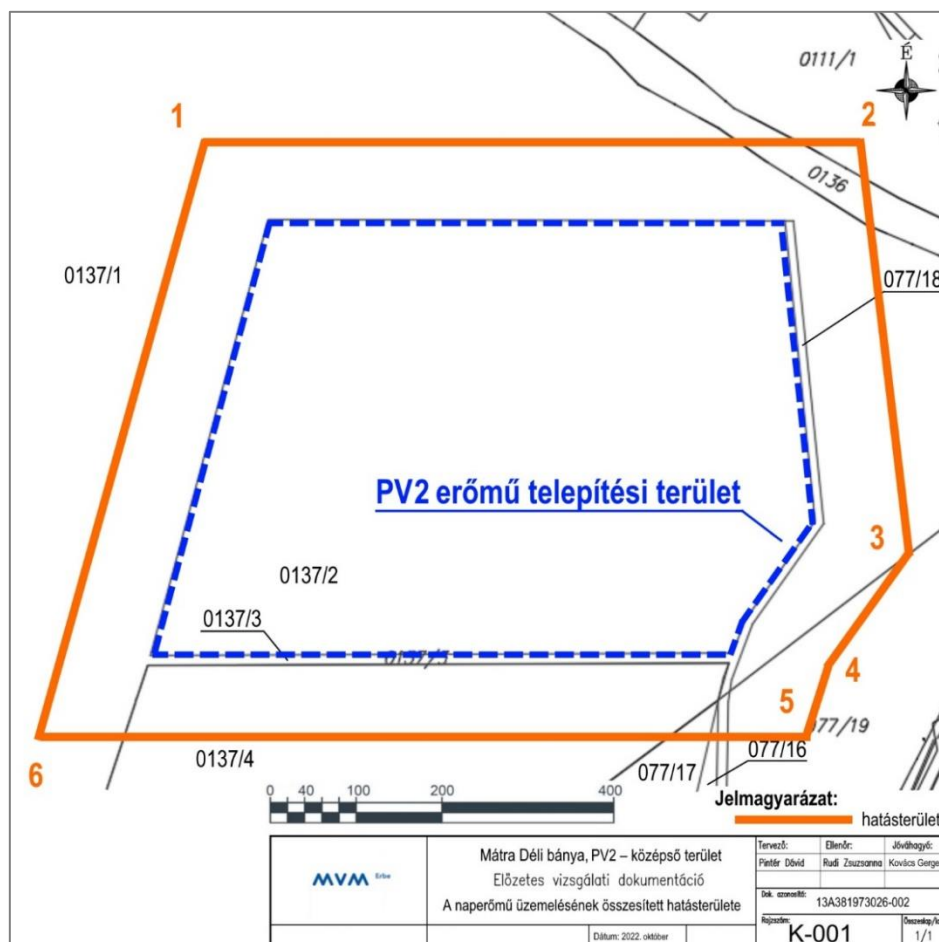 0111/1
É
1
2
0136
0137/1
077/18
PV2 erőmű telepítési terület
3
0137/2
0137/3
4
5
077/19
6
0137/4
077/17
077/16
0 40 100 200 400
Jelmagyarázat:
hatásterület
MVM Erbe
Mátra Déli bánya, PV2 – középső terület
Előzetes vizsgálati dokumentáció
A naperőmű üzemelésének összesített hatásterülete
Dátum: 2022. október
Tervező: Ellenőr: Jóváhagyó:
Pintér Dávid Rudi Zsuzsanna Kovács Gerge
Dok. azonosító: 13A381973026-002
Rajzszám:
K-001
1/1